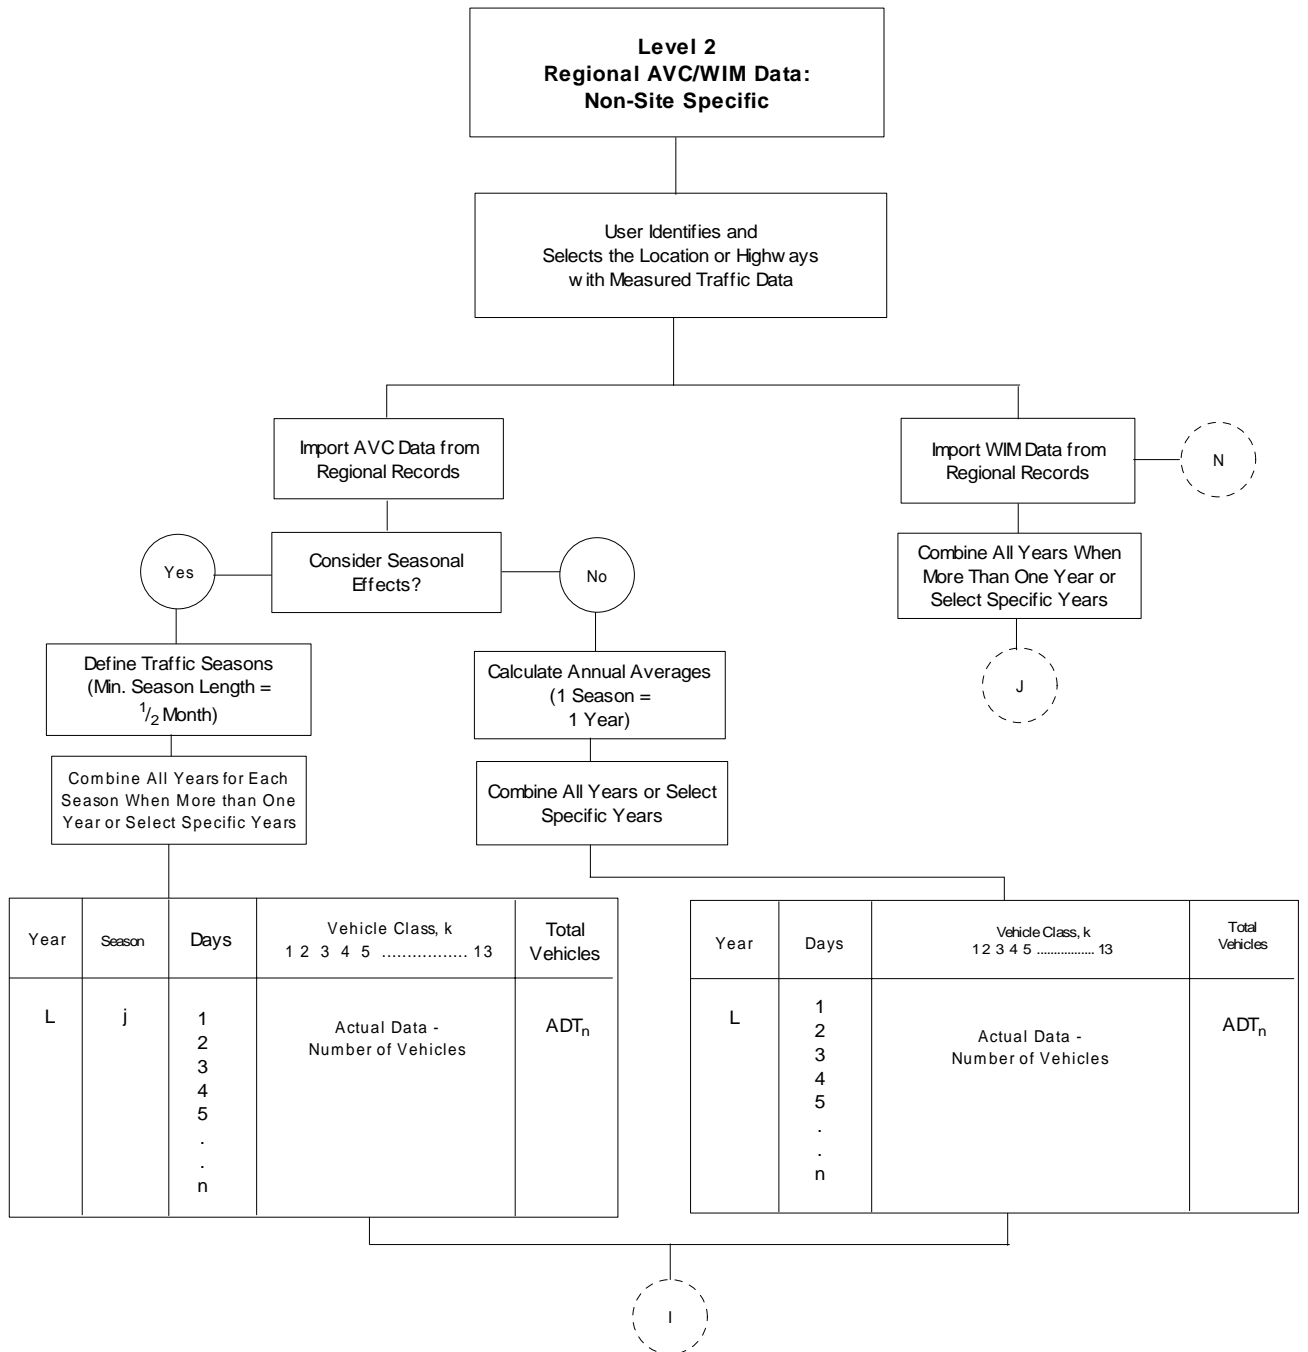 Level 2
Regional AVC/WIM Data:
Non-Site Specific
User Identifies and
Selects the Location or Highways
with Measured Traffic Data
Import AVC Data from
Regional Records
Import WIM Data from
Regional Records
N
Consider Seasonal
Effects?
Yes
No
Combine All Years When
More Than One Year or
Select Specific Years
J
Define Traffic Seasons
(Min. Season Length =
1/2 Month)
Calculate Annual Averages
(1 Season =
1 Year)
Combine All Years for Each
Season When More than One
Year or Select Specific Years
Combine All Years or Select
Specific Years
Year
Season
Days
Vehicle Class, k
1 2 3 4 5 ................. 13
Total
Vehicles
L
j
1
2
3
4
5
.
.
n
Actual Data -
Number of Vehicles
ADTn
Year
Days
Vehicle Class, k
1 2 3 4 5 ................. 13
Total
Vehicles
L
1
2
3
4
5
.
.
n
Actual Data -
Number of Vehicles
ADTn
I